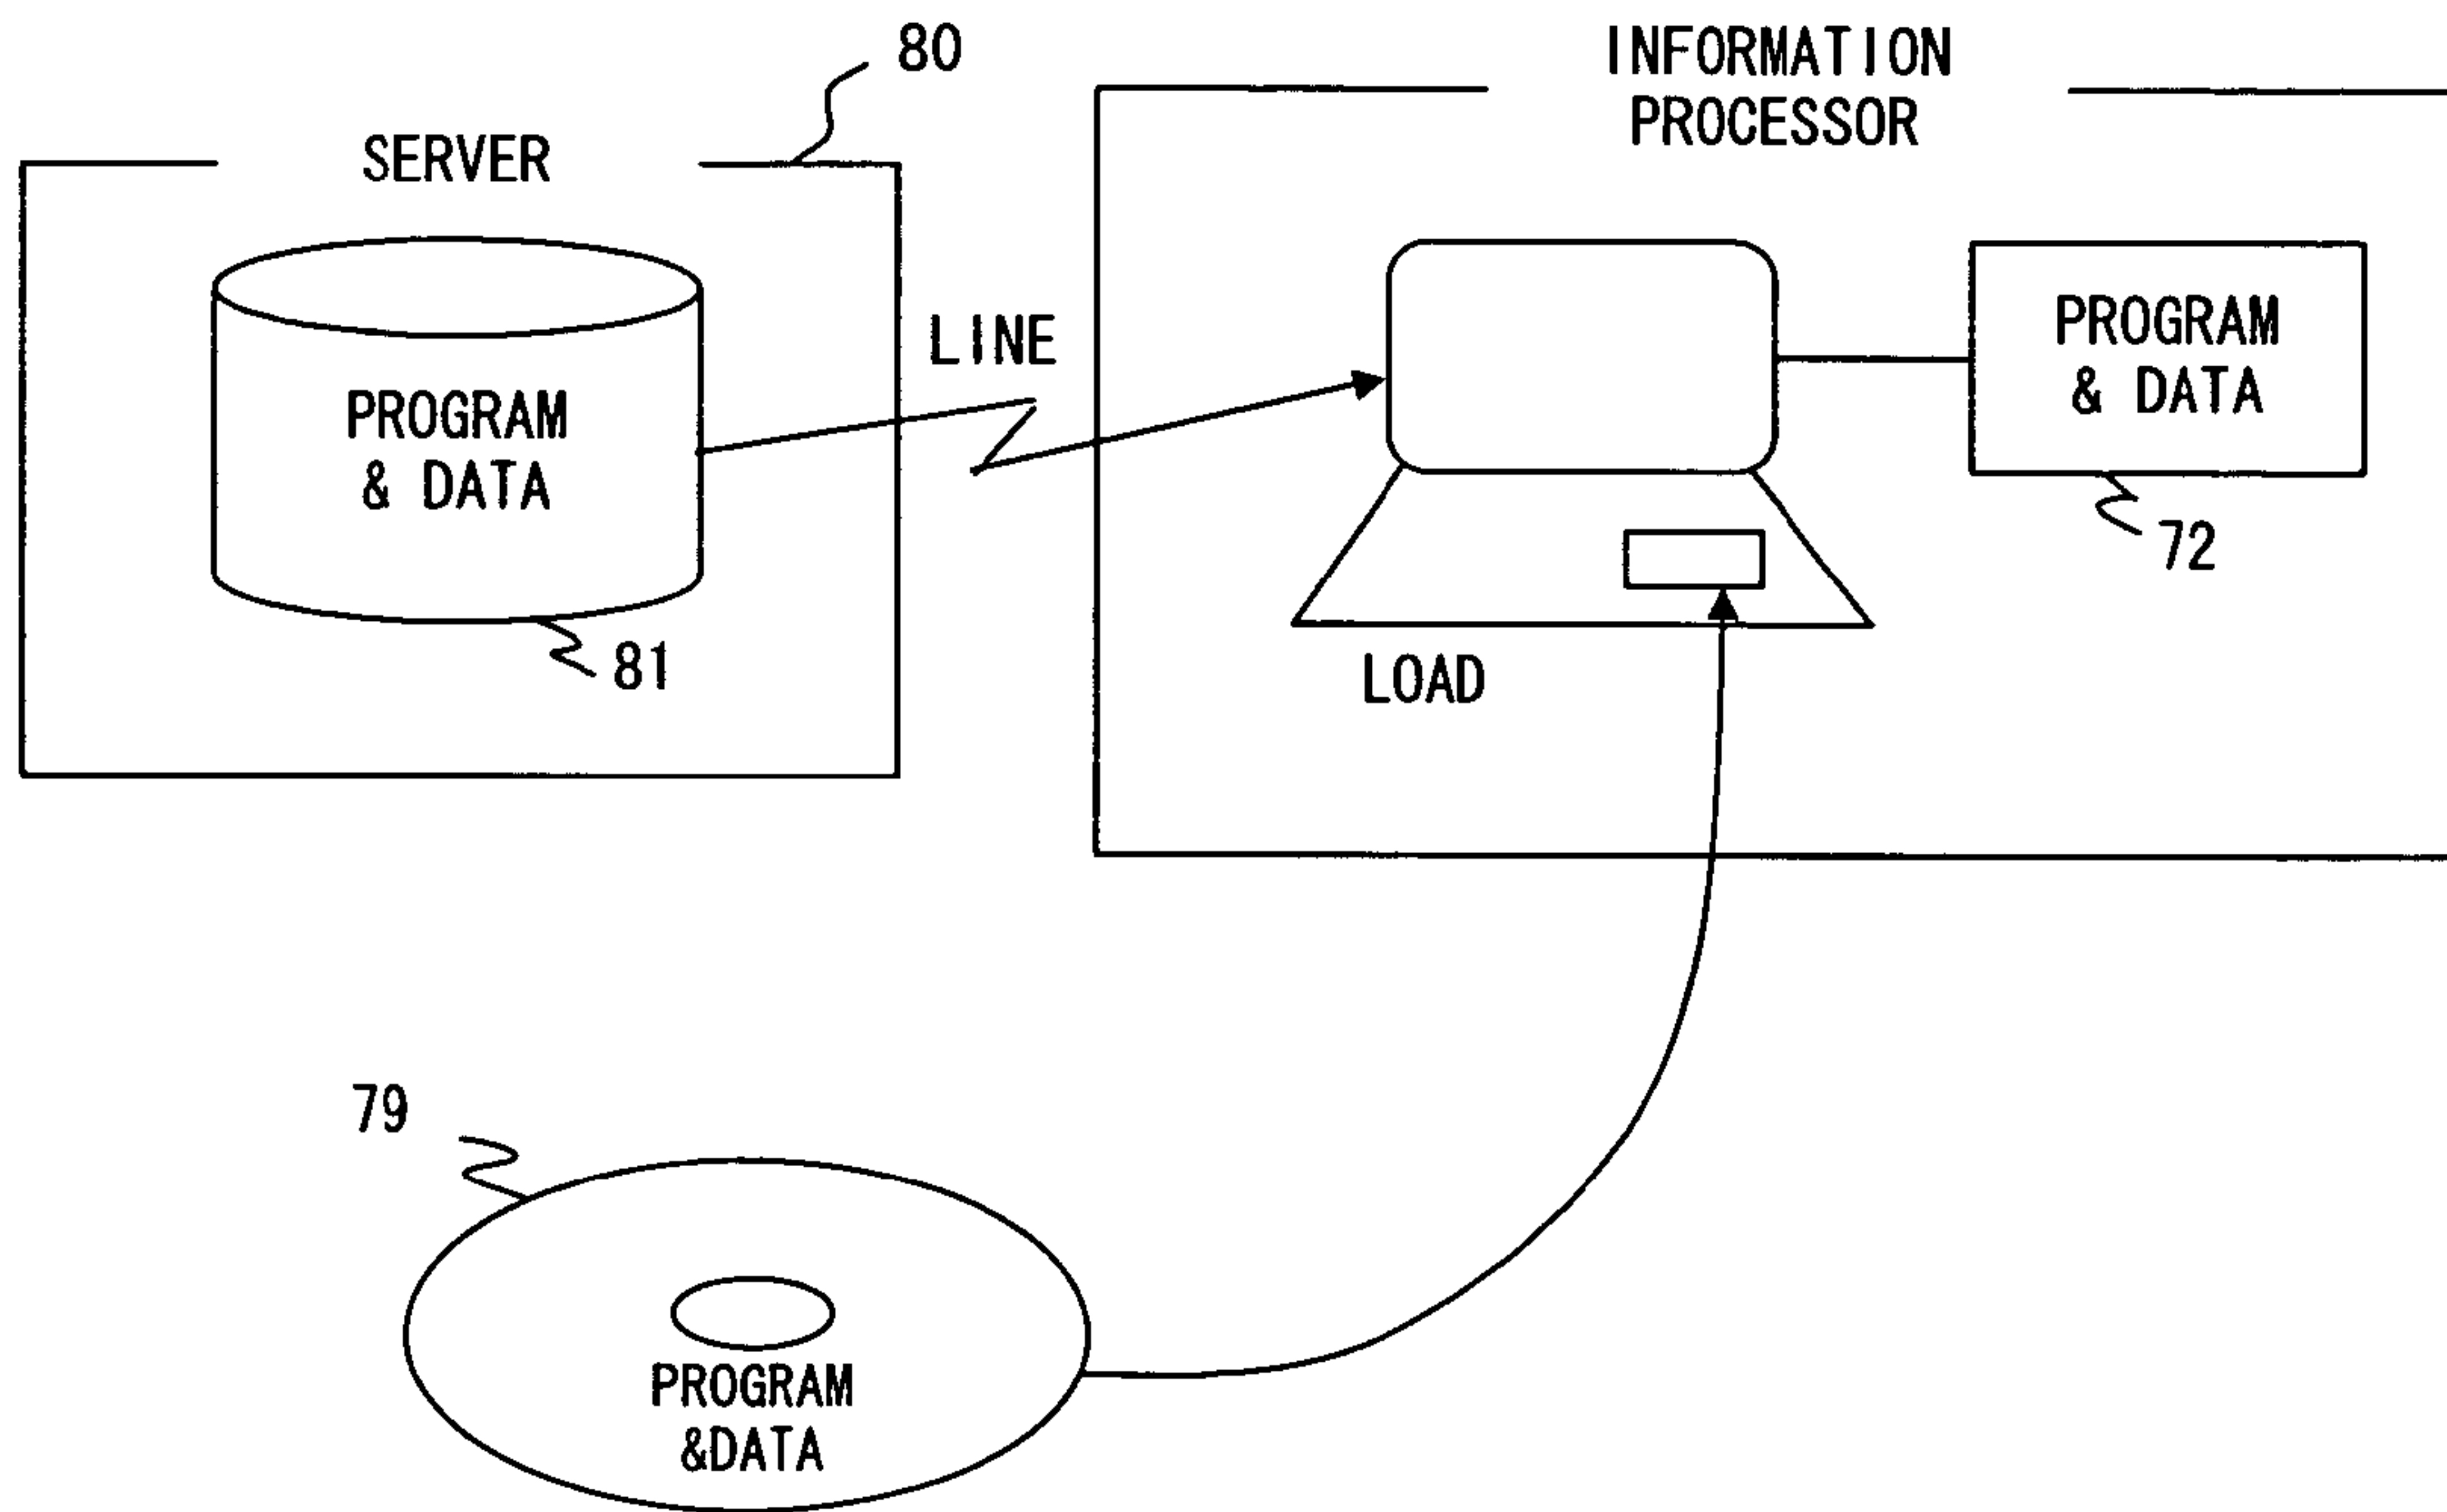 80
INFORMATION
PROCESSOR
SERVER
PROGRAM
& DATA
81
LINE
PROGRAM
& DATA
72
LOAD
79
PROGRAM
&DATA